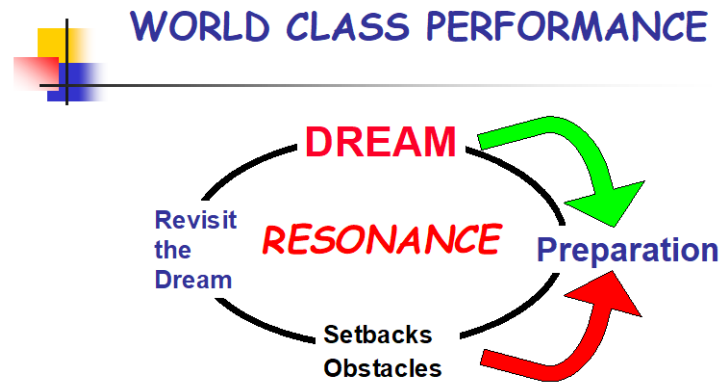 WORLD CLASS PERFORMANCE
DREAM
Revisit
the
Dream
RESONANCE
Preparation
Setbacks
Obstacles